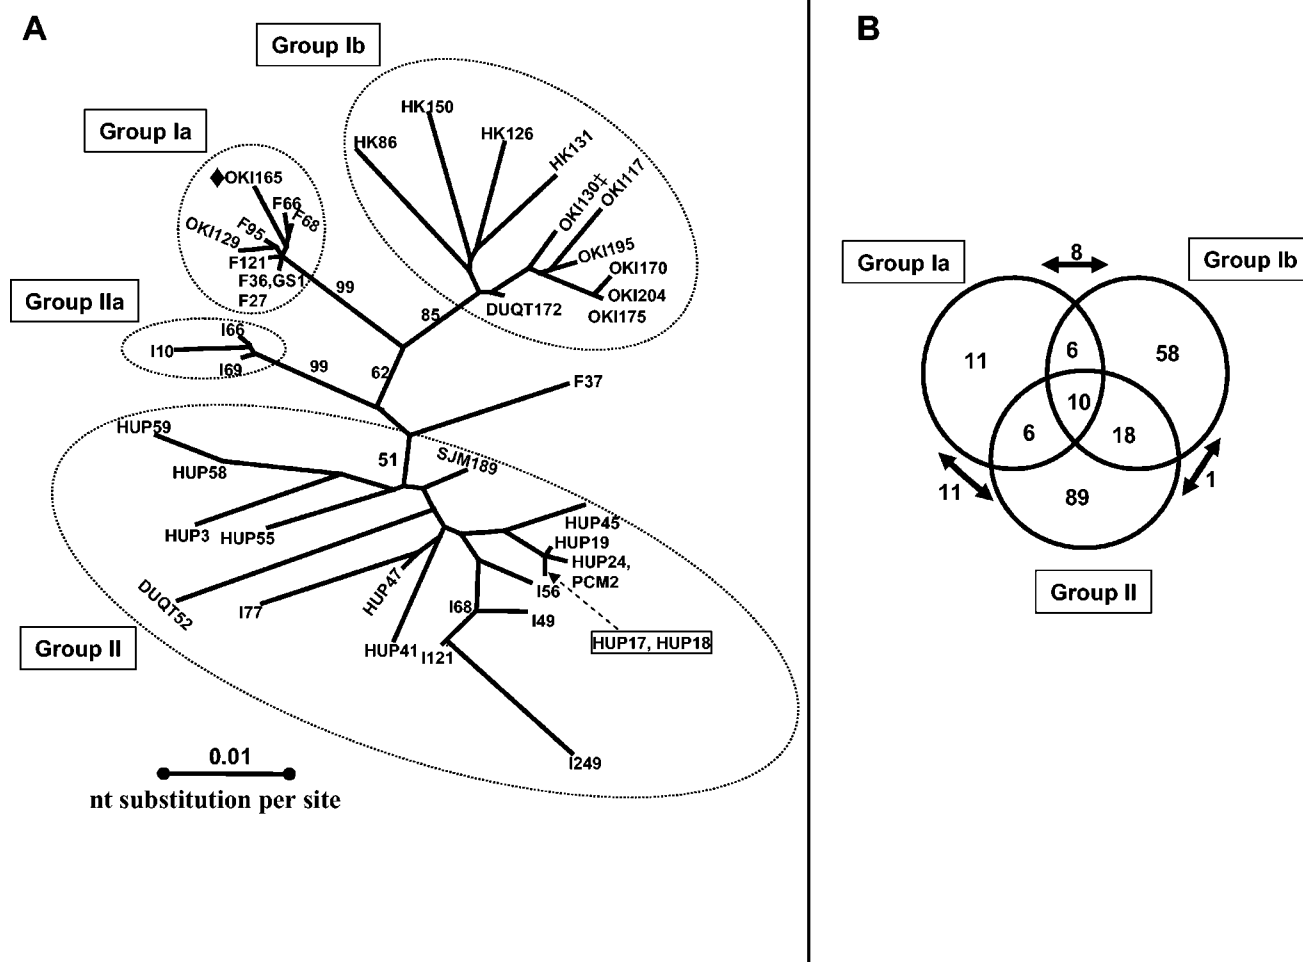 A
Group Ib
HK150
HK126
HK86
HK131
Group Ia
OKI165
F66
F68
F95
OKI129
F121
F36,GS1
F27
OKI130‡
OKI117
OKI195
OKI170
OKI204
OKI175
DUQT172
99
85
Group IIa
I66
I10
I69
99
62
F37
HUP59
HUP58
51
SJM189
HUP3
HUP55
HUP45
HUP19
HUP24,
PCM2
DUQT52
I77
HUP47
I56
I68
I49
HUP17, HUP18
Group II
HUP41
I121
I249
0.01
nt substitution per site
B
Group Ia
8
Group Ib
11
6
58
10
6
18
11
89
1
Group II